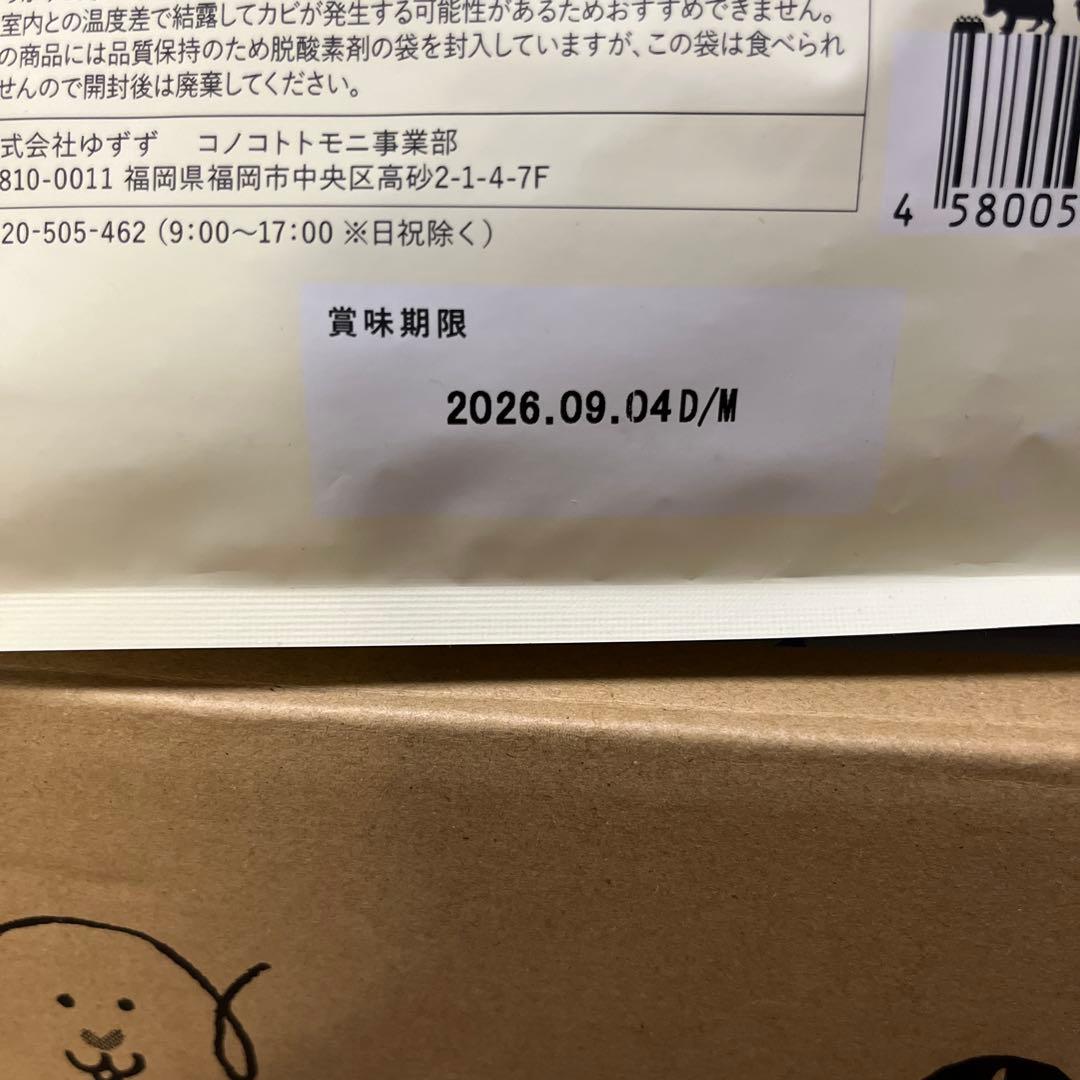 室内との温度差で結露してカビが発生する可能性があるためおすすめできません。
の商品には品質保持のため脱酸素剤の袋を封入していますが、この袋は食べられ
せんので開封後は廃棄してください。
式会社ゆずず コノコトトモニ事業部
810-0011 福岡県福岡市中央区高砂2-1-4-7F
20-505-462（9:00〜17:00 ※日祝除く）
4 58005
賞味期限
2026.09.04D/M